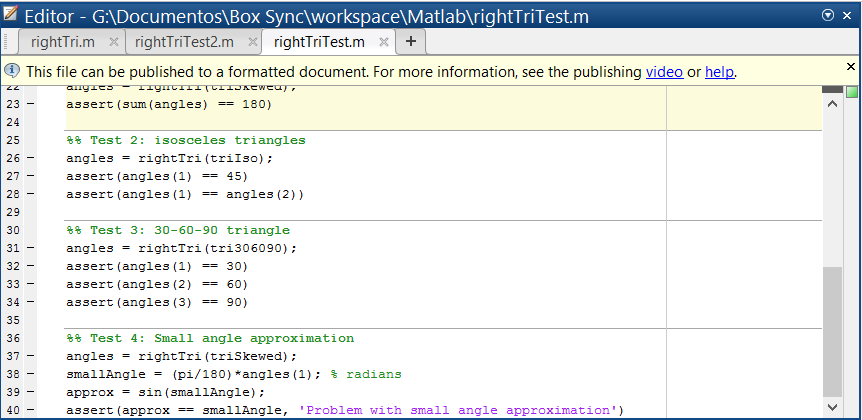 Editor - G:\Documentos\Box Sync\workspace\Matlab\rightTriTest.m
rightTri.m × rightTriTest2.m × rightTriTest.m × +
This file can be published to a formatted document. For more information, see the publishing video or help.
22 angles = rightTri(triSkewed);
23 – assert(sum(angles) == 180)
24
25 %% Test 2: isosceles triangles
26 – angles = rightTri(triIso);
27 – assert(angles(1) == 45)
28 – assert(angles(1) == angles(2))
29
30 %% Test 3: 30-60-90 triangle
31 – angles = rightTri(tri306090);
32 – assert(angles(1) == 30)
33 – assert(angles(2) == 60)
34 – assert(angles(3) == 90)
35
36 %% Test 4: Small angle approximation
37 – angles = rightTri(triSkewed);
38 – smallAngle = (pi/180)*angles(1); % radians
39 – approx = sin(smallAngle);
40 – assert(approx == smallAngle, 'Problem with small angle approximation')